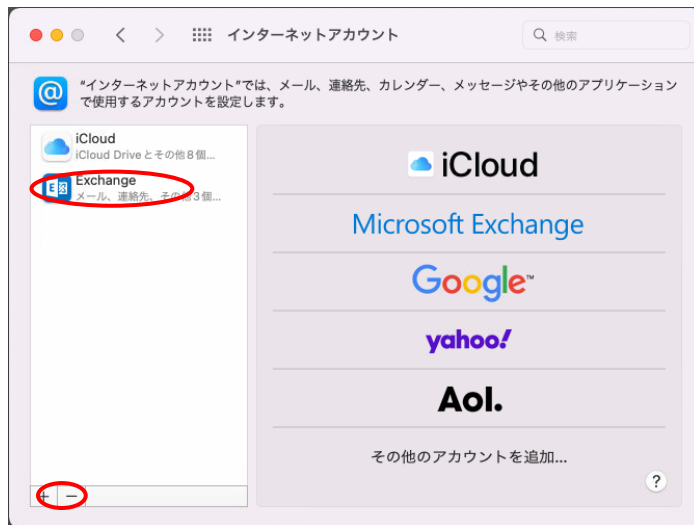 インターネットアカウント
検索
"インターネットアカウント"では、メール、連絡先、カレンダー、メッセージやその他のアプリケーション
で使用するアカウントを設定します。
iCloud
iCloud Drive とその他 8 個...
Exchange
メール、連絡先、その他 3 個...
iCloud
Microsoft Exchange
Google™
yahoo!
Aol.
その他のアカウントを追加...
?
+ −